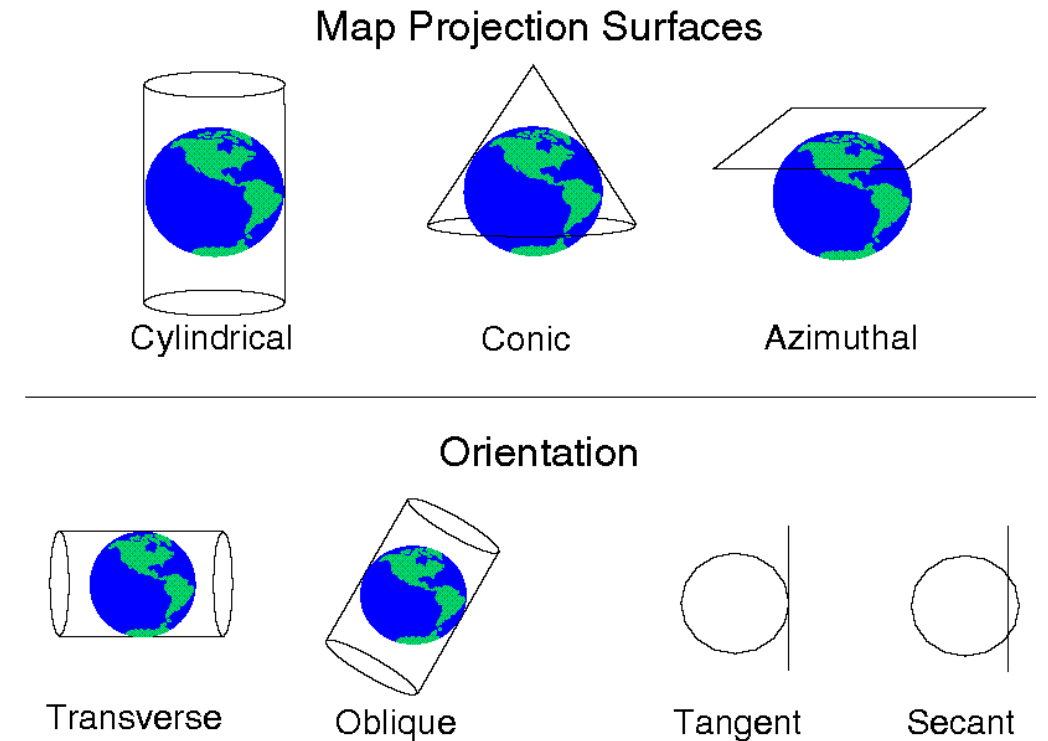 Map Projection Surfaces
Cylindrical
Conic
Azimuthal
Orientation
Transverse
Oblique
Tangent
Secant